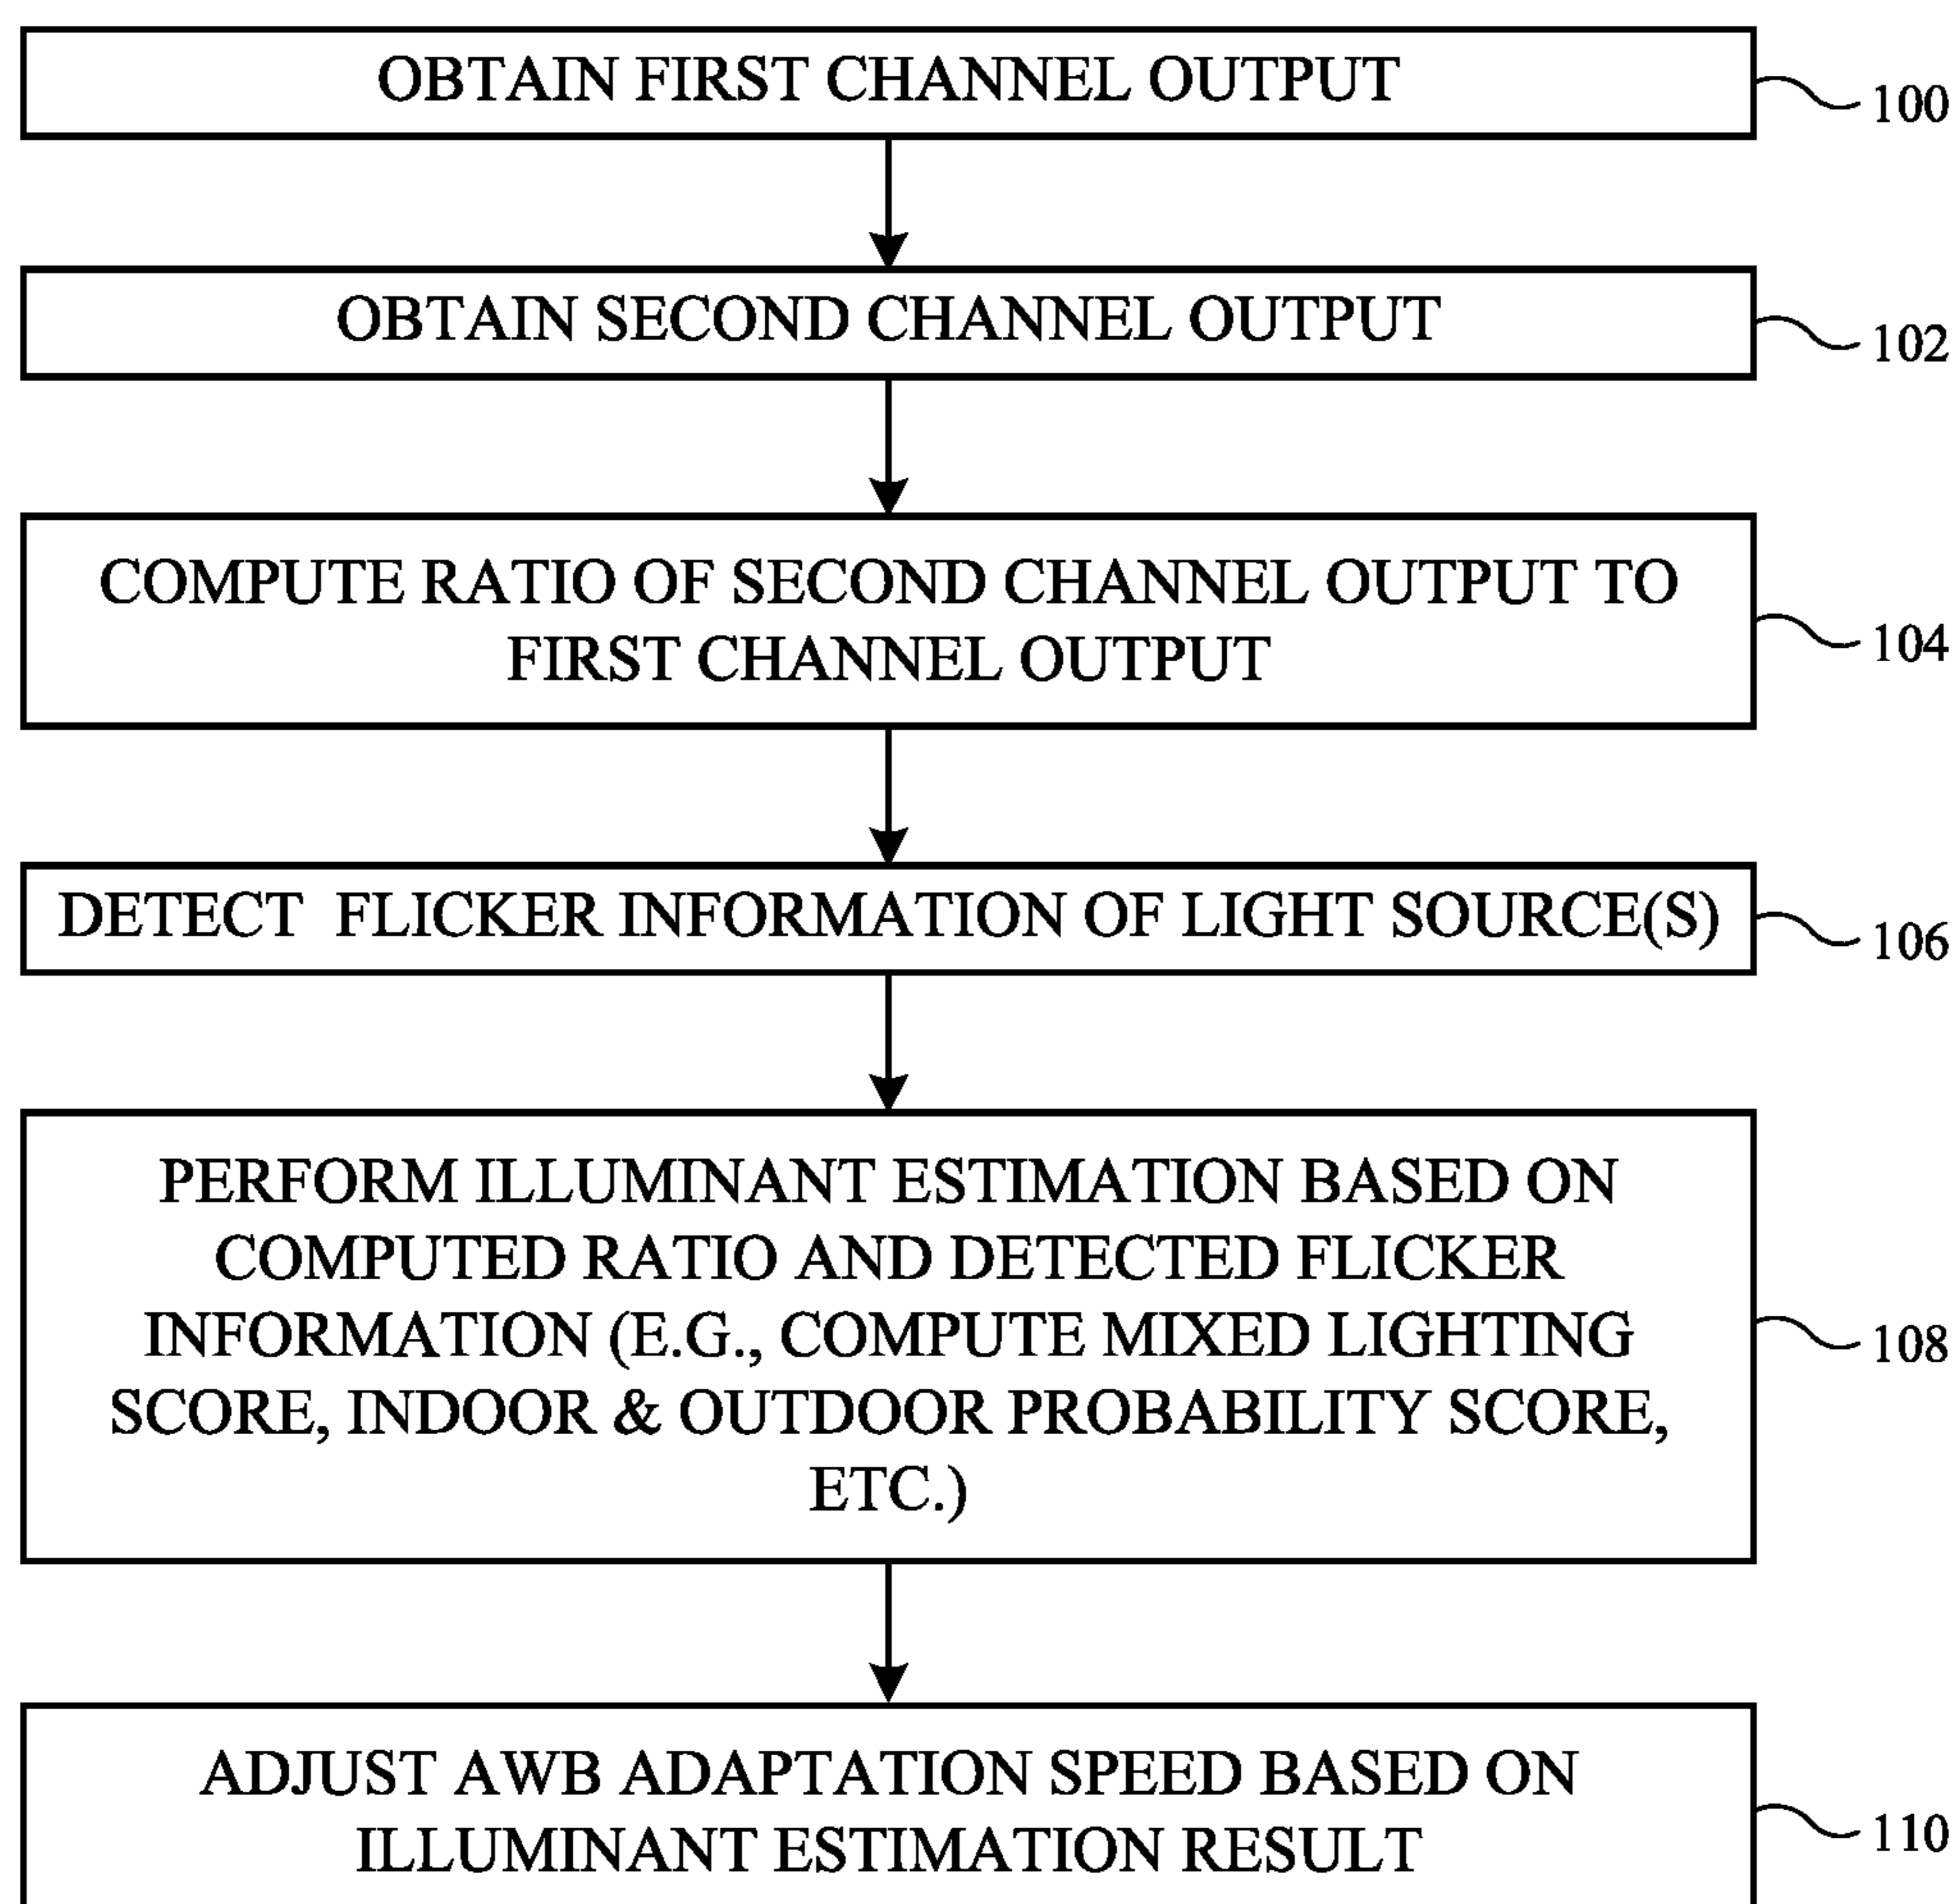 OBTAIN FIRST CHANNEL OUTPUT
100
OBTAIN SECOND CHANNEL OUTPUT
102
COMPUTE RATIO OF SECOND CHANNEL OUTPUT TO
FIRST CHANNEL OUTPUT
104
DETECT FLICKER INFORMATION OF LIGHT SOURCE(S)
106
PERFORM ILLUMINANT ESTIMATION BASED ON
COMPUTED RATIO AND DETECTED FLICKER
INFORMATION (E.G., COMPUTE MIXED LIGHTING
SCORE, INDOOR & OUTDOOR PROBABILITY SCORE,
ETC.)
108
ADJUST AWB ADAPTATION SPEED BASED ON
ILLUMINANT ESTIMATION RESULT
110